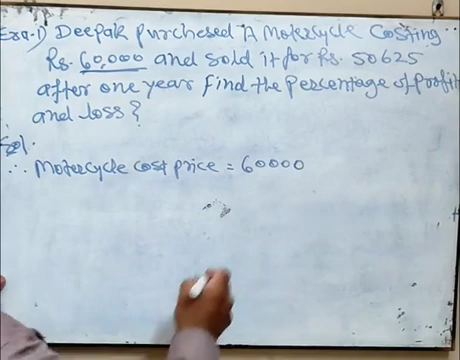 Exa.1) Deepak purchased A Motercycle Costing
Rs. 60,000 and sold it for Rs. 50625
after one year find the percentage of profit
and loss?
Sol.
∴ Motercycle cost price = 60000